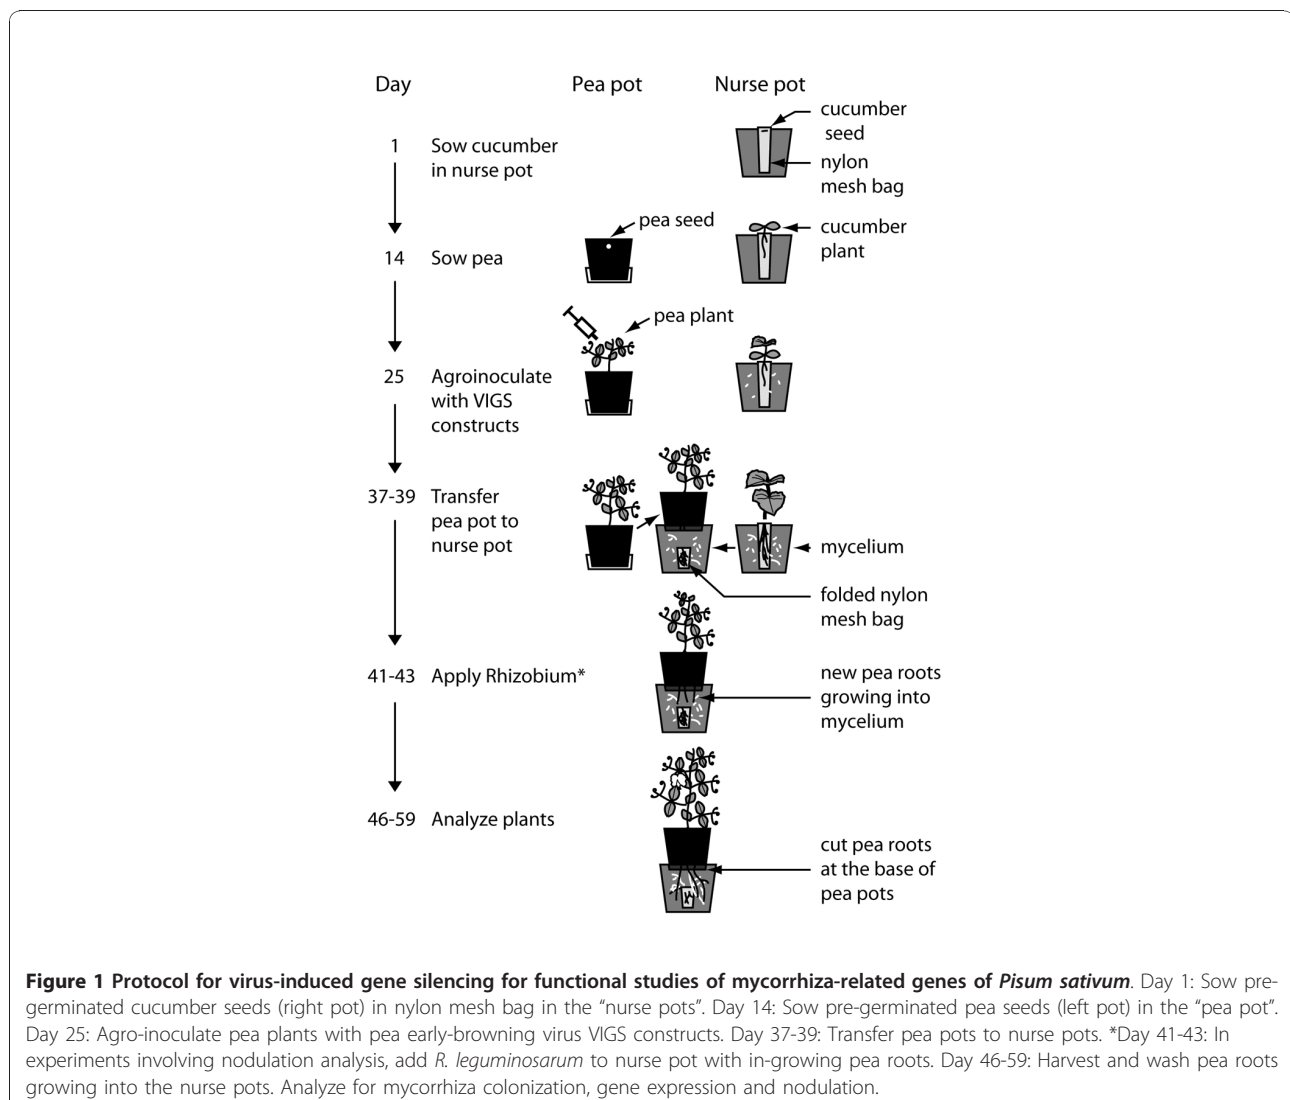 Day Pea pot Nurse pot
cucumber
seed
1 Sow cucumber
in nurse pot
nylon
mesh bag
pea seed
cucumber
plant
14 Sow pea
pea plant
25 Agroinoculate
with VIGS
constructs
37-39 Transfer
pea pot to
nurse pot
mycelium
folded nylon
mesh bag
41-43 Apply Rhizobium*
new pea roots
growing into
mycelium
46-59 Analyze plants
cut pea roots
at the base of
pea pots
Figure 1 Protocol for virus-induced gene silencing for functional studies of mycorrhiza-related genes of Pisum sativum. Day 1: Sow pre-
germinated cucumber seeds (right pot) in nylon mesh bag in the “nurse pots”. Day 14: Sow pre-germinated pea seeds (left pot) in the “pea pot”.
Day 25: Agro-inoculate pea plants with pea early-browning virus VIGS constructs. Day 37-39: Transfer pea pots to nurse pots. *Day 41-43: In
experiments involving nodulation analysis, add R. leguminosarum to nurse pot with in-growing pea roots. Day 46-59: Harvest and wash pea roots
growing into the nurse pots. Analyze for mycorrhiza colonization, gene expression and nodulation.